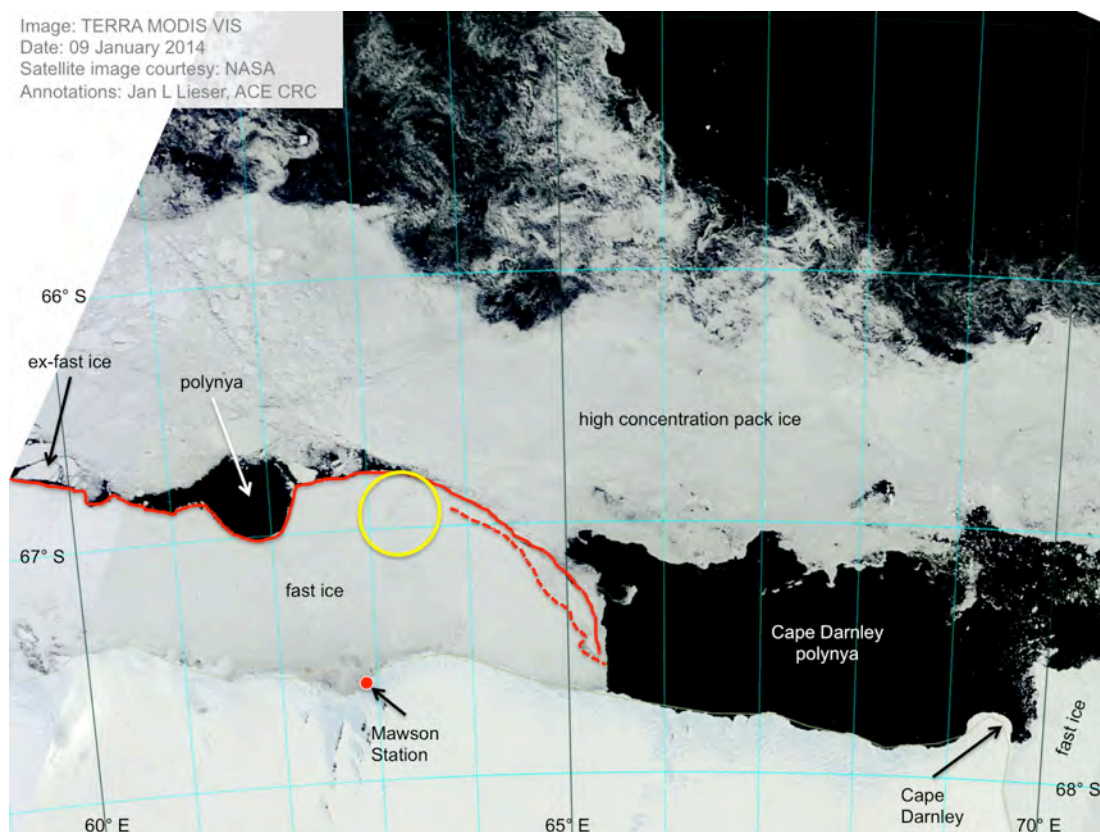 Image: TERRA MODIS VIS
Date: 09 January 2014
Satellite image courtesy: NASA
Annotations: Jan L Lieser, ACE CRC
66° S
ex-fast ice
polynya
high concentration pack ice
67° S
fast ice
Cape Darnley
polynya
Mawson
Station
fast ice
68° S
Cape
Darnley
60° E
65° E
70° E